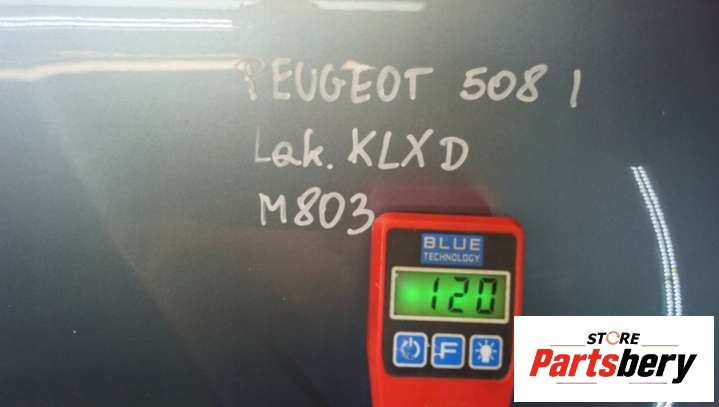 PEUGEOT 508 I
Lak. KLXD
M803
BLUE
TECHNOLOGY
120
F
STORE
Partsbery